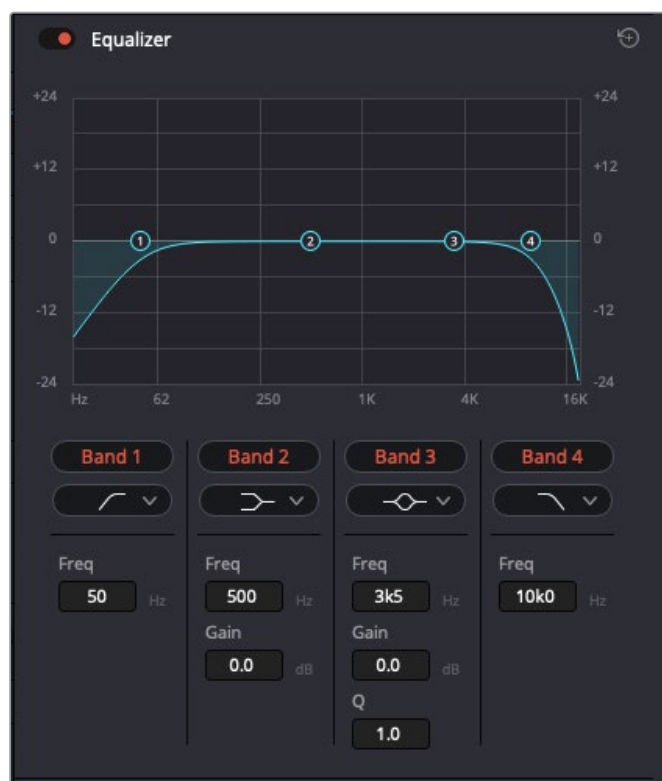 Equalizer
+24 +24
+12 +12
0 1 2 3 4 0
-12 -12
-24 -24
Hz 62 250 1K 4K 16K
Band 1 Band 2 Band 3 Band 4
Freq Freq Freq Freq
50 Hz 500 Hz 3k5 Hz 10k0 Hz
Gain Gain
0.0 dB 0.0 dB
Q
1.0